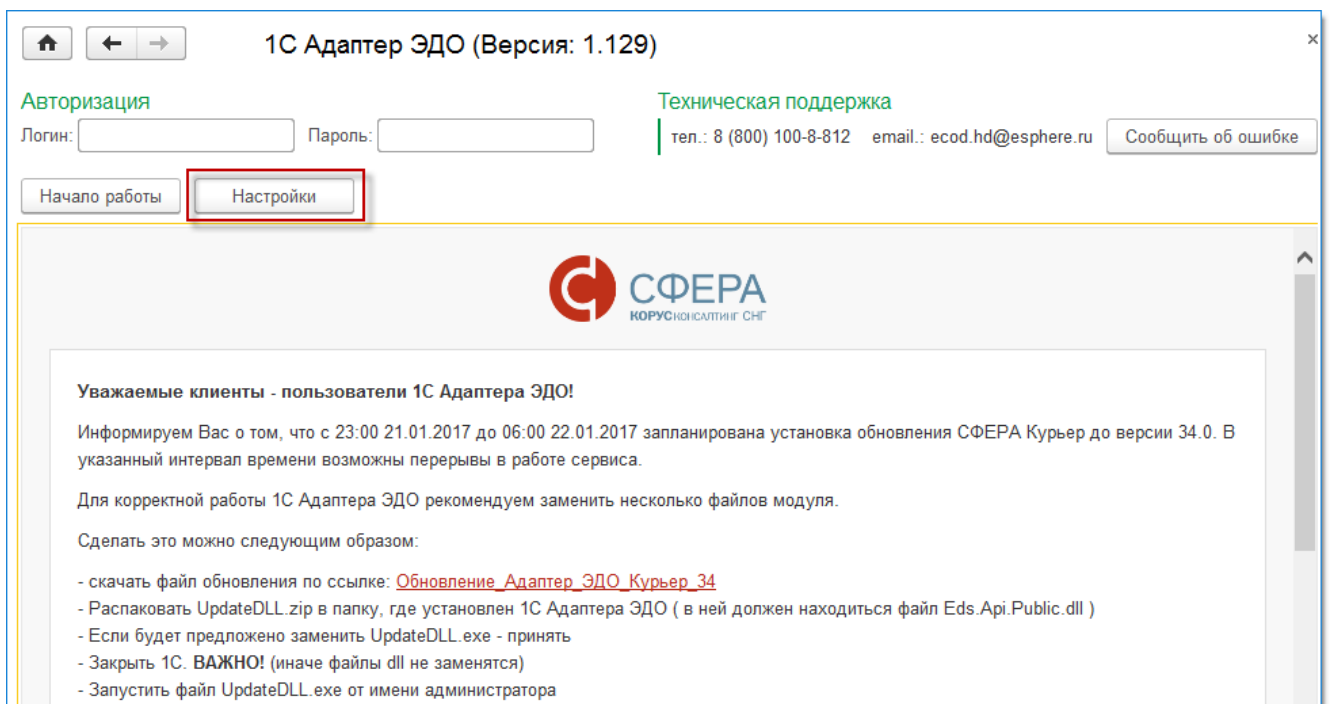 1С Адаптер ЭДО (Версия: 1.129)
Авторизация
Техническая поддержка
Логин:
Пароль:
тел.: 8 (800) 100-8-812 email.: ecod.hd@esphere.ru
Сообщить об ошибке
Начало работы
Настройки
СФЕРА
КОРУСКОНСАЛТИНГ СНГ
Уважаемые клиенты - пользователи 1С Адаптера ЭДО!
Информируем Вас о том, что с 23:00 21.01.2017 до 06:00 22.01.2017 запланирована установка обновления СФЕРА Курьер до версии 34.0. В
указанный интервал времени возможны перерывы в работе сервиса.
Для корректной работы 1С Адаптера ЭДО рекомендуем заменить несколько файлов модуля.
Сделать это можно следующим образом:
- скачать файл обновления по ссылке: Обновление_Адаптер_ЭДО_Курьер_34
- Распаковать UpdateDLL.zip в папку, где установлен 1С Адаптера ЭДО ( в ней должен находиться файл Eds.Api.Public.dll )
- Если будет предложено заменить UpdateDLL.exe - принять
- Закрыть 1С. ВАЖНО! (иначе файлы dll не заменятся)
- Запустить файл UpdateDLL.exe от имени администратора